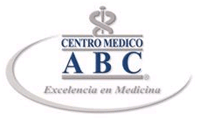 CENTRO MEDICO
ABC®
Excelencia en Medicina